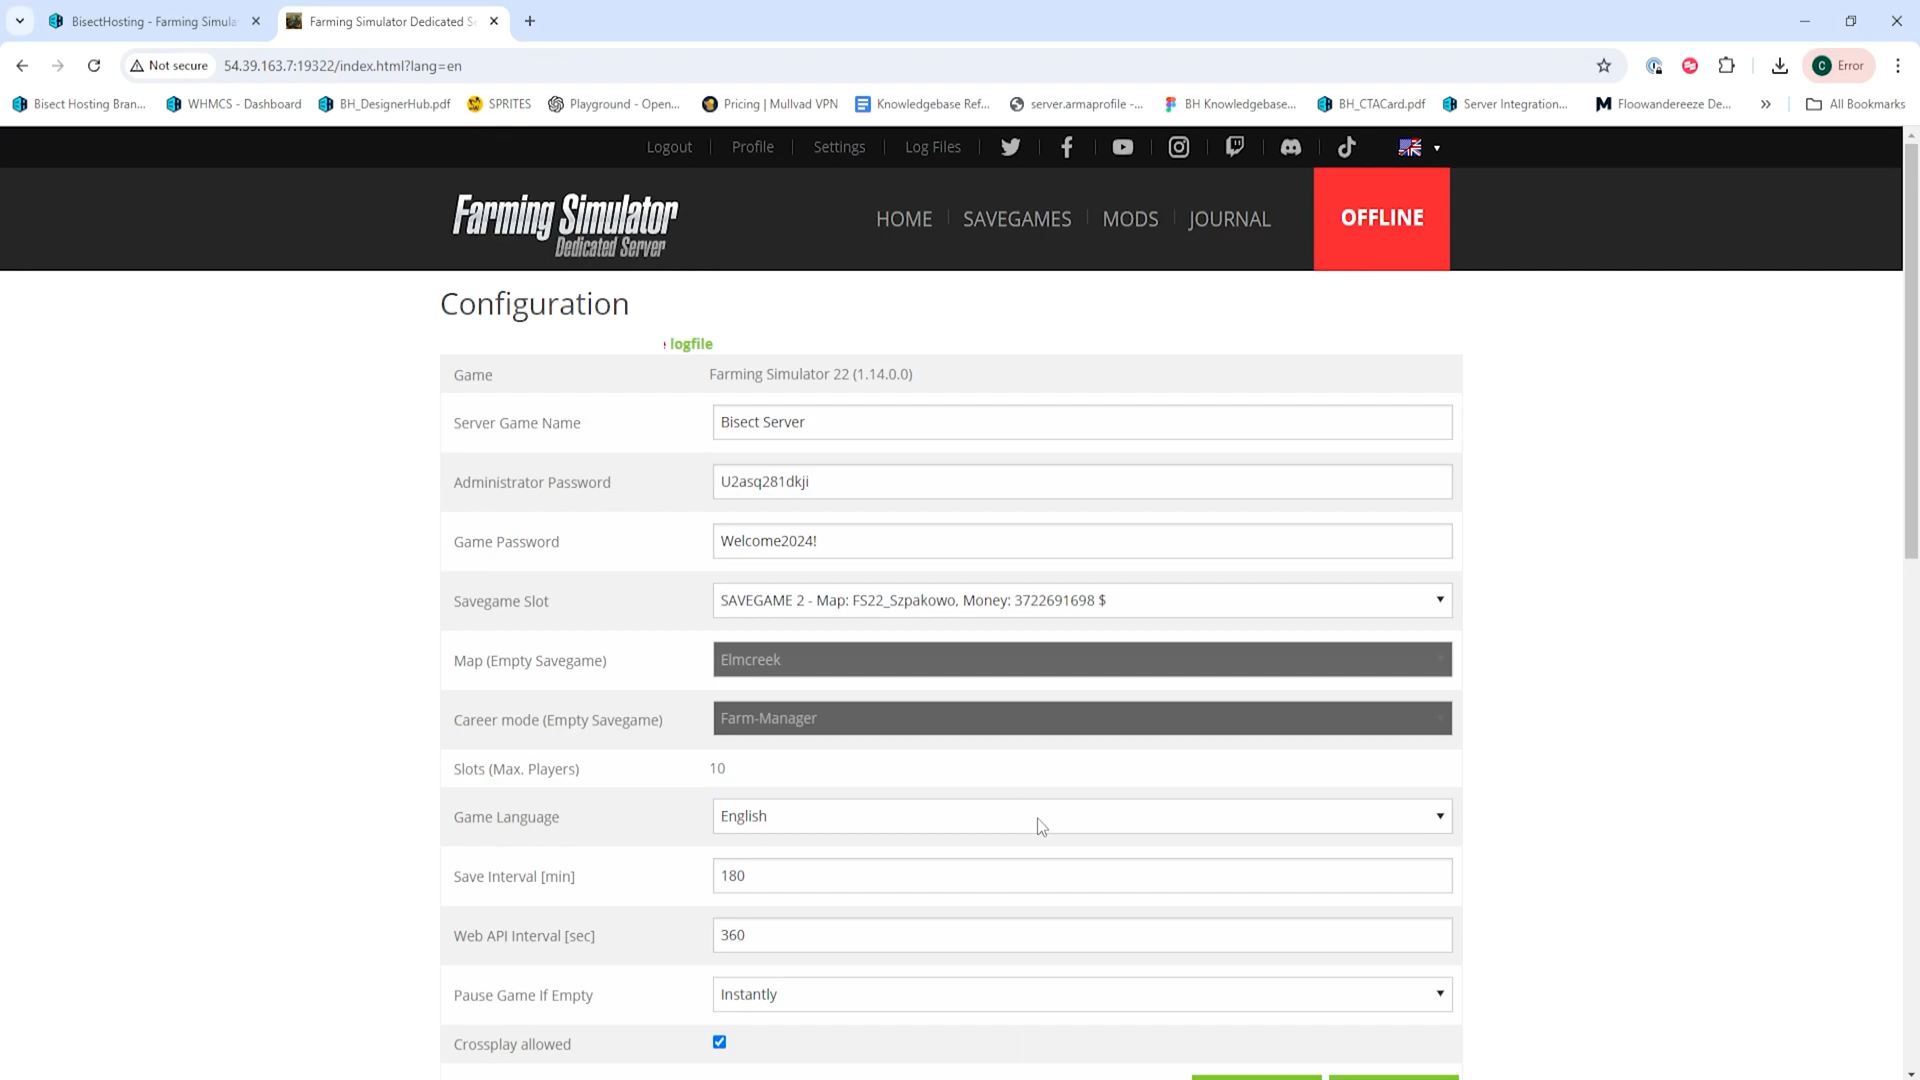 BisectHosting - Farming Simula
Farming Simulator Dedicated S
Not secure
54.39.163.7:19322/index.html?lang=en
C
Error
Bisect Hosting Bran...
WHMCS - Dashboard
BH_DesignerHub.pdf
SPRITES
Playground - Open...
Pricing | Mullvad VPN
Knowledgebase Ref...
server.armaprofile -...
BH Knowledgebase...
BH_CTACard.pdf
Server Integration...
Floowandereeze De...
»
All Bookmarks
Logout
Profile
Settings
Log Files
Farming Simulator
Dedicated Server
HOME
SAVEGAMES
MODS
JOURNAL
OFFLINE
Configuration
logfile
Game
Farming Simulator 22 (1.14.0.0)
Server Game Name
Bisect Server
Administrator Password
U2asq281dkji
Game Password
Welcome2024!
Savegame Slot
SAVEGAME 2 - Map: FS22_Szpakowo, Money: 3722691698 $
Map (Empty Savegame)
Elmcreek
Career mode (Empty Savegame)
Farm-Manager
Slots (Max. Players)
10
Game Language
English
Save Interval [min]
180
Web API Interval [sec]
360
Pause Game If Empty
Instantly
Crossplay allowed